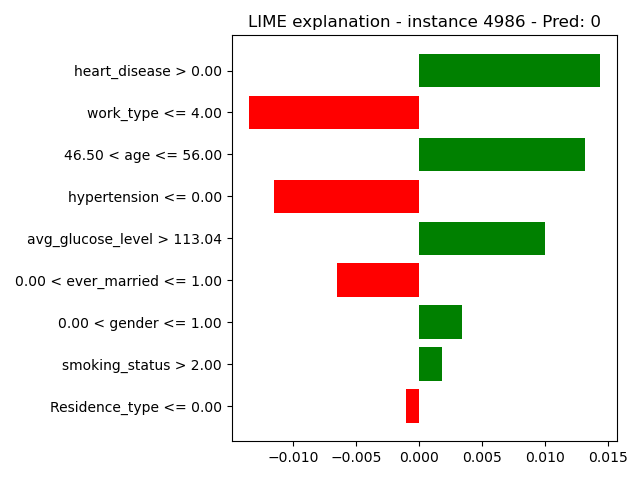 LIME explanation - instance 4986 - Pred: 0
heart_disease > 0.00
work_type <= 4.00
46.50 < age <= 56.00
hypertension <= 0.00
avg_glucose_level > 113.04
0.00 < ever_married <= 1.00
0.00 < gender <= 1.00
smoking_status > 2.00
Residence_type <= 0.00
−0.010 −0.005 0.000 0.005 0.010 0.015